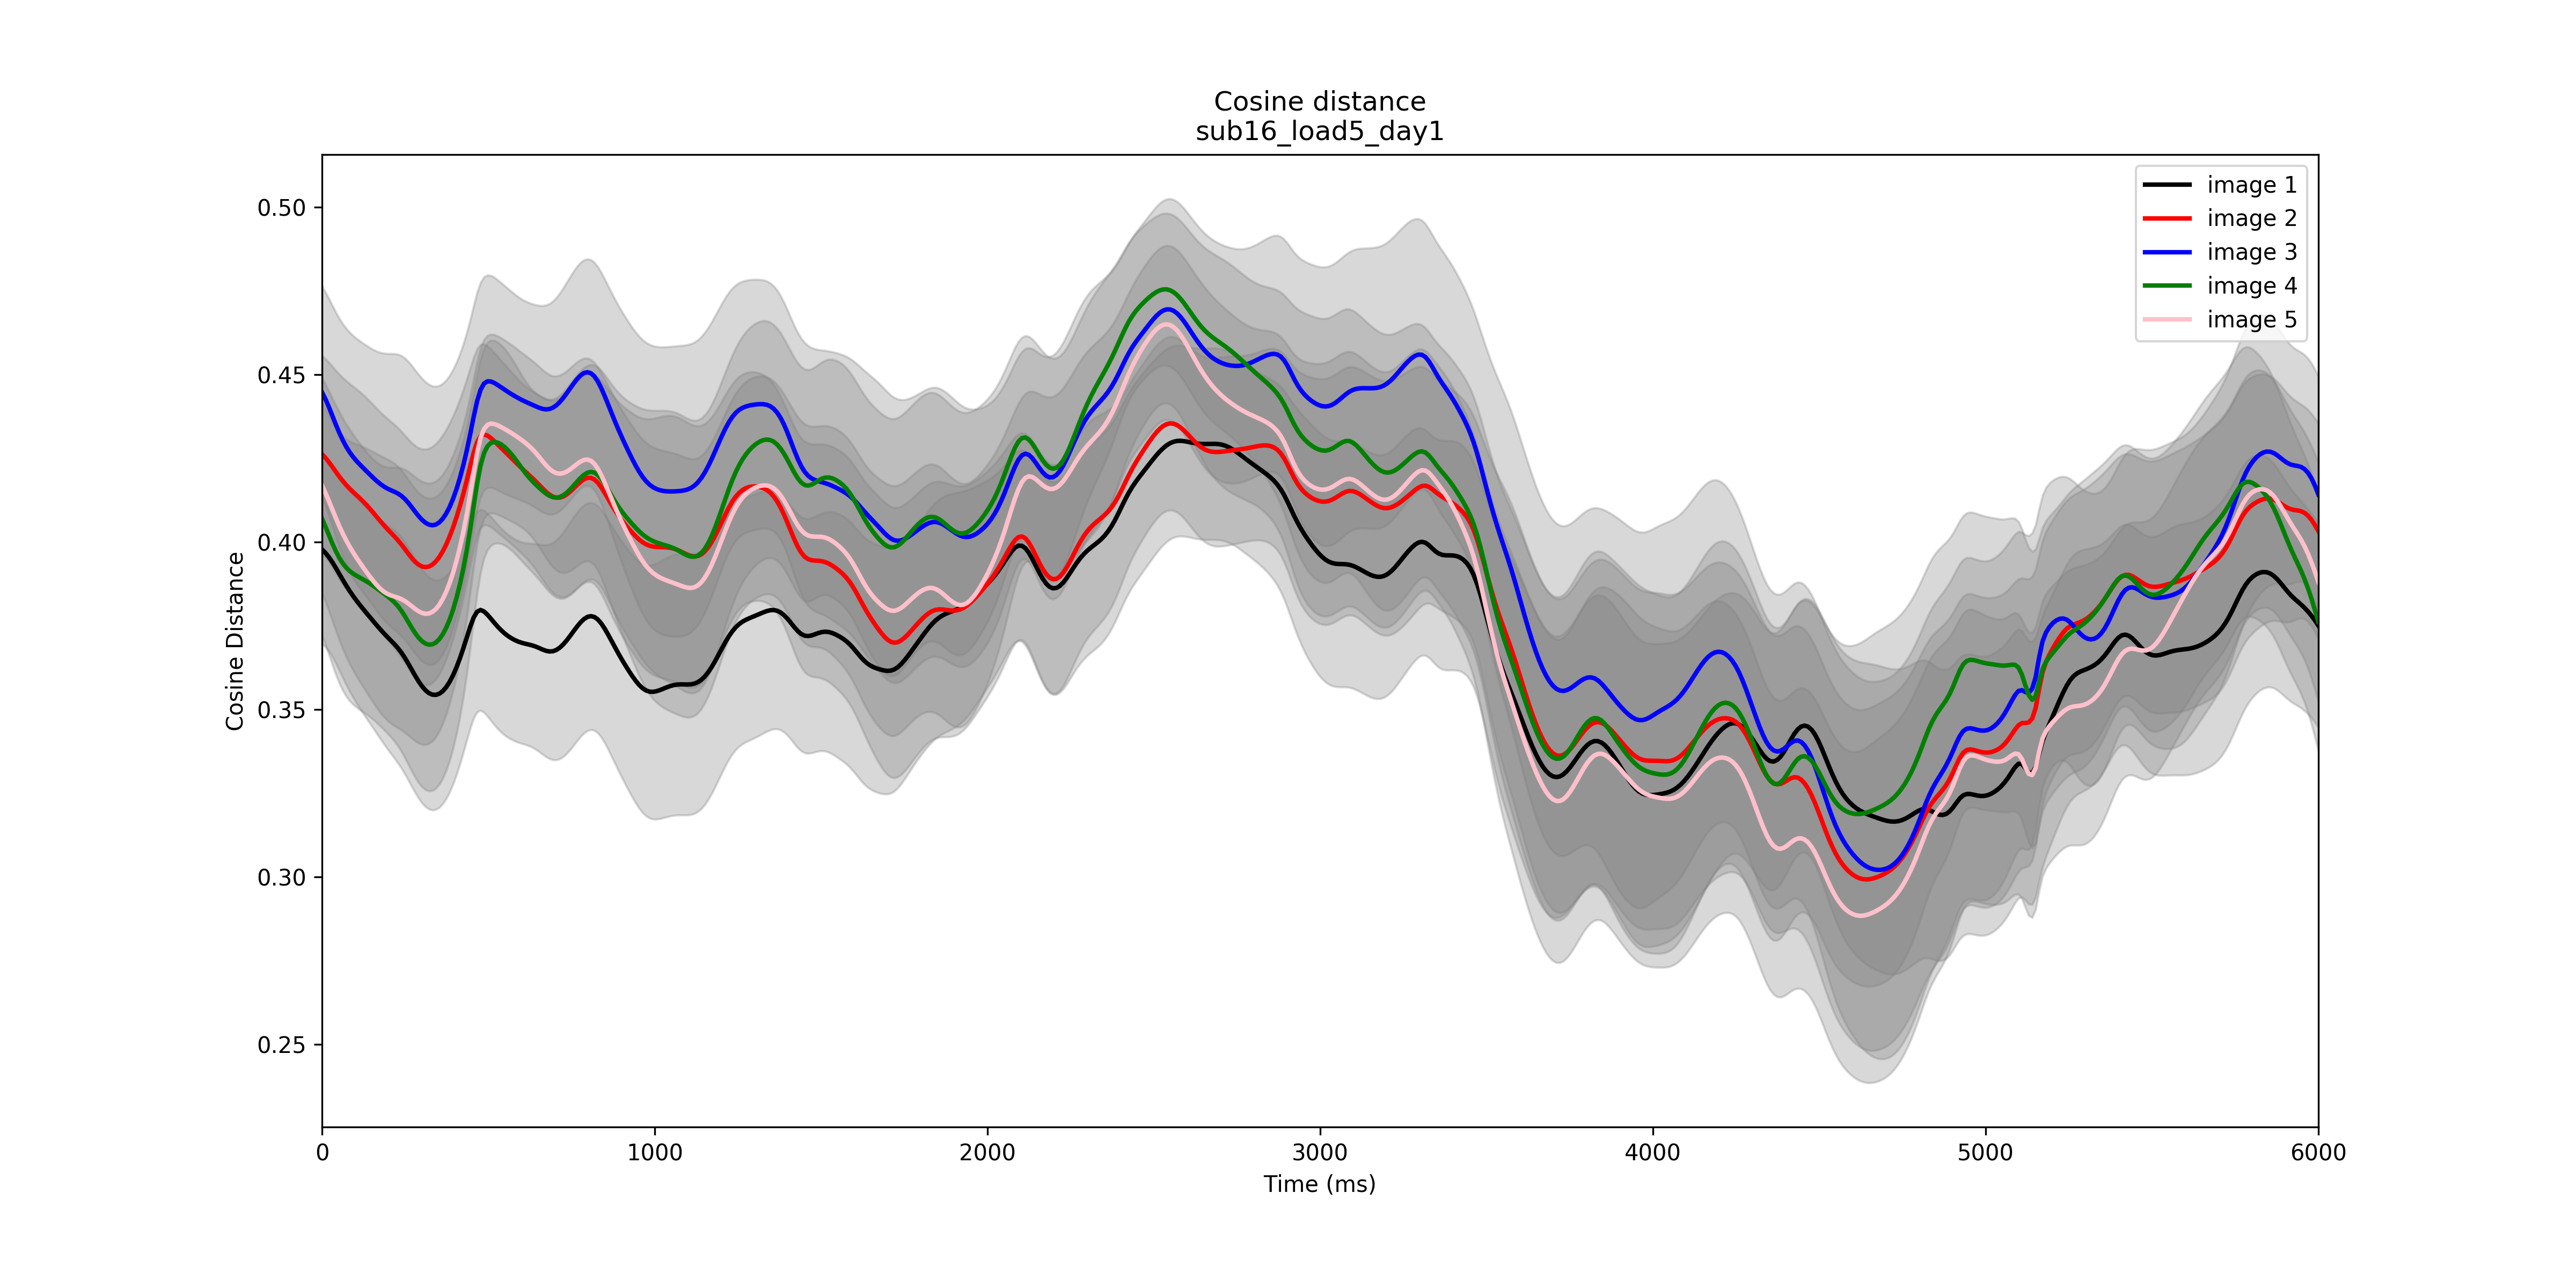 Cosine distance
sub16_load5_day1
image 1
image 2
image 3
image 4
image 5
0.50
0.45
0.40
0.35
0.30
0.25
Cosine Distance
0 1000 2000 3000 4000 5000 6000
Time (ms)